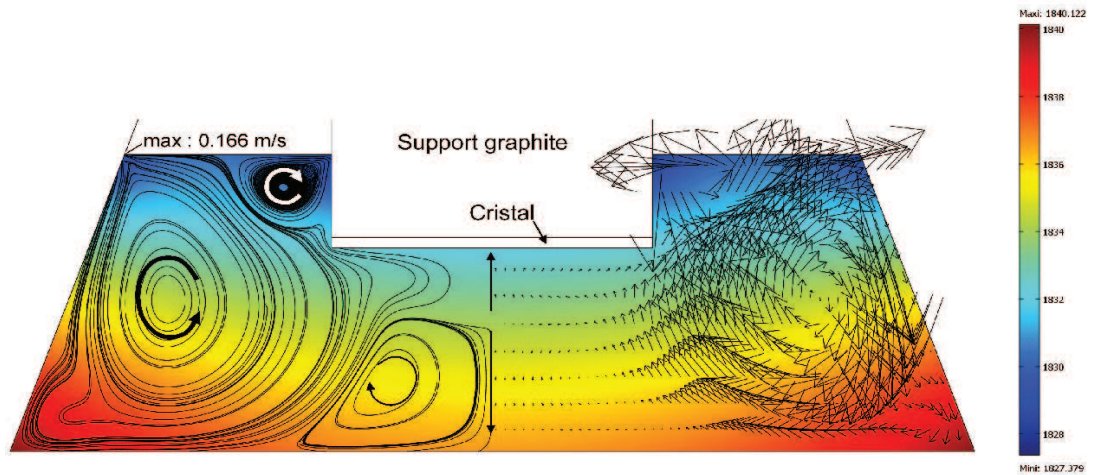 Maxi: 1840.122
1840
max : 0.166 m/s
Support graphite
1838
1836
Cristal
1834
1832
1830
1828
Mini: 1827.379